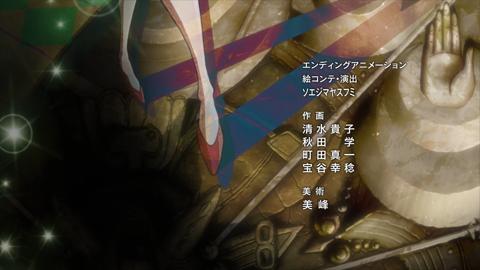 エンディングアニメーション
絵コンテ・演出
ソエジマヤスフミ
作画
清水貴子
秋田 学
町田真一
宝谷幸稔
美術
美峰